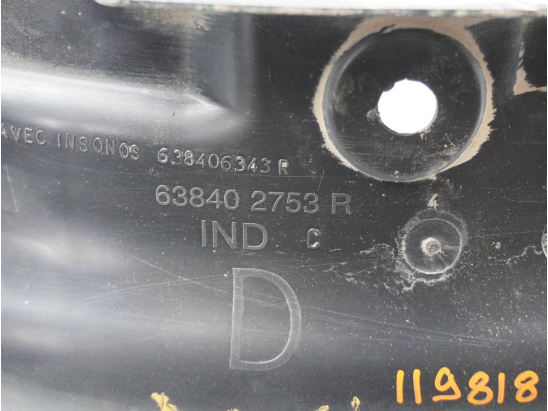 AVEC INSONOS 638406343 R
63840 2753 R
IND C
D
119818